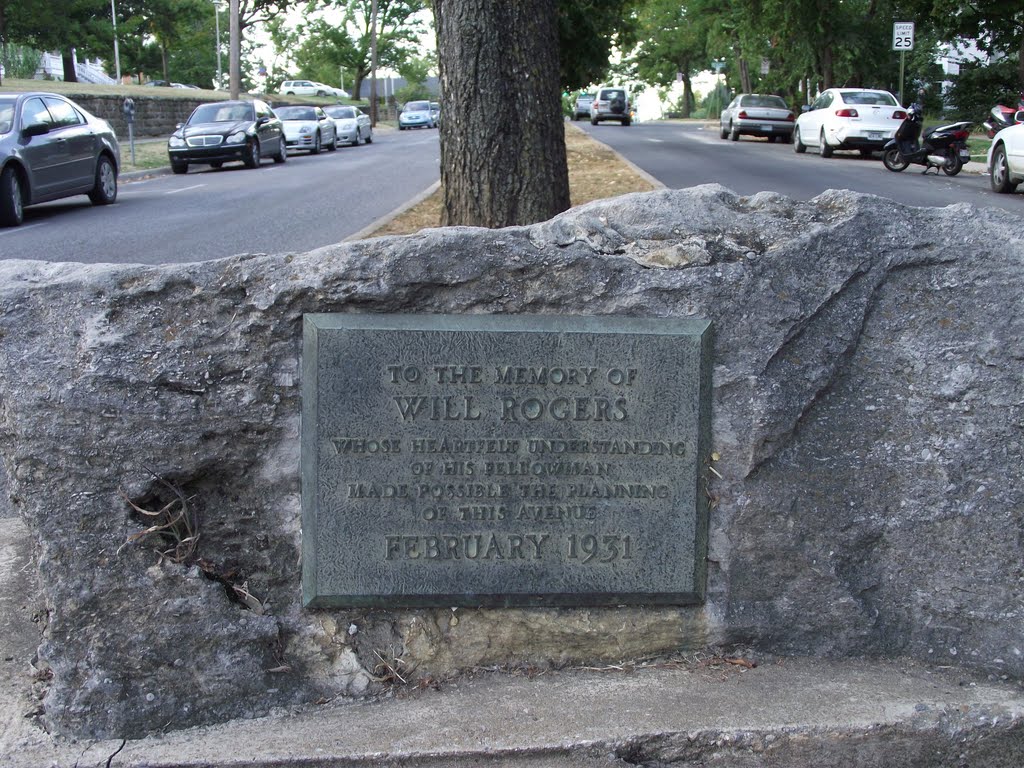 SPEED
LIMIT
25
TO THE MEMORY OF
WILL ROGERS
WHOSE HEARTFELT UNDERSTANDING
OF HIS FELLOWMAN
MADE POSSIBLE THE PLANNING
OF THIS AVENUE
FEBRUARY 1931